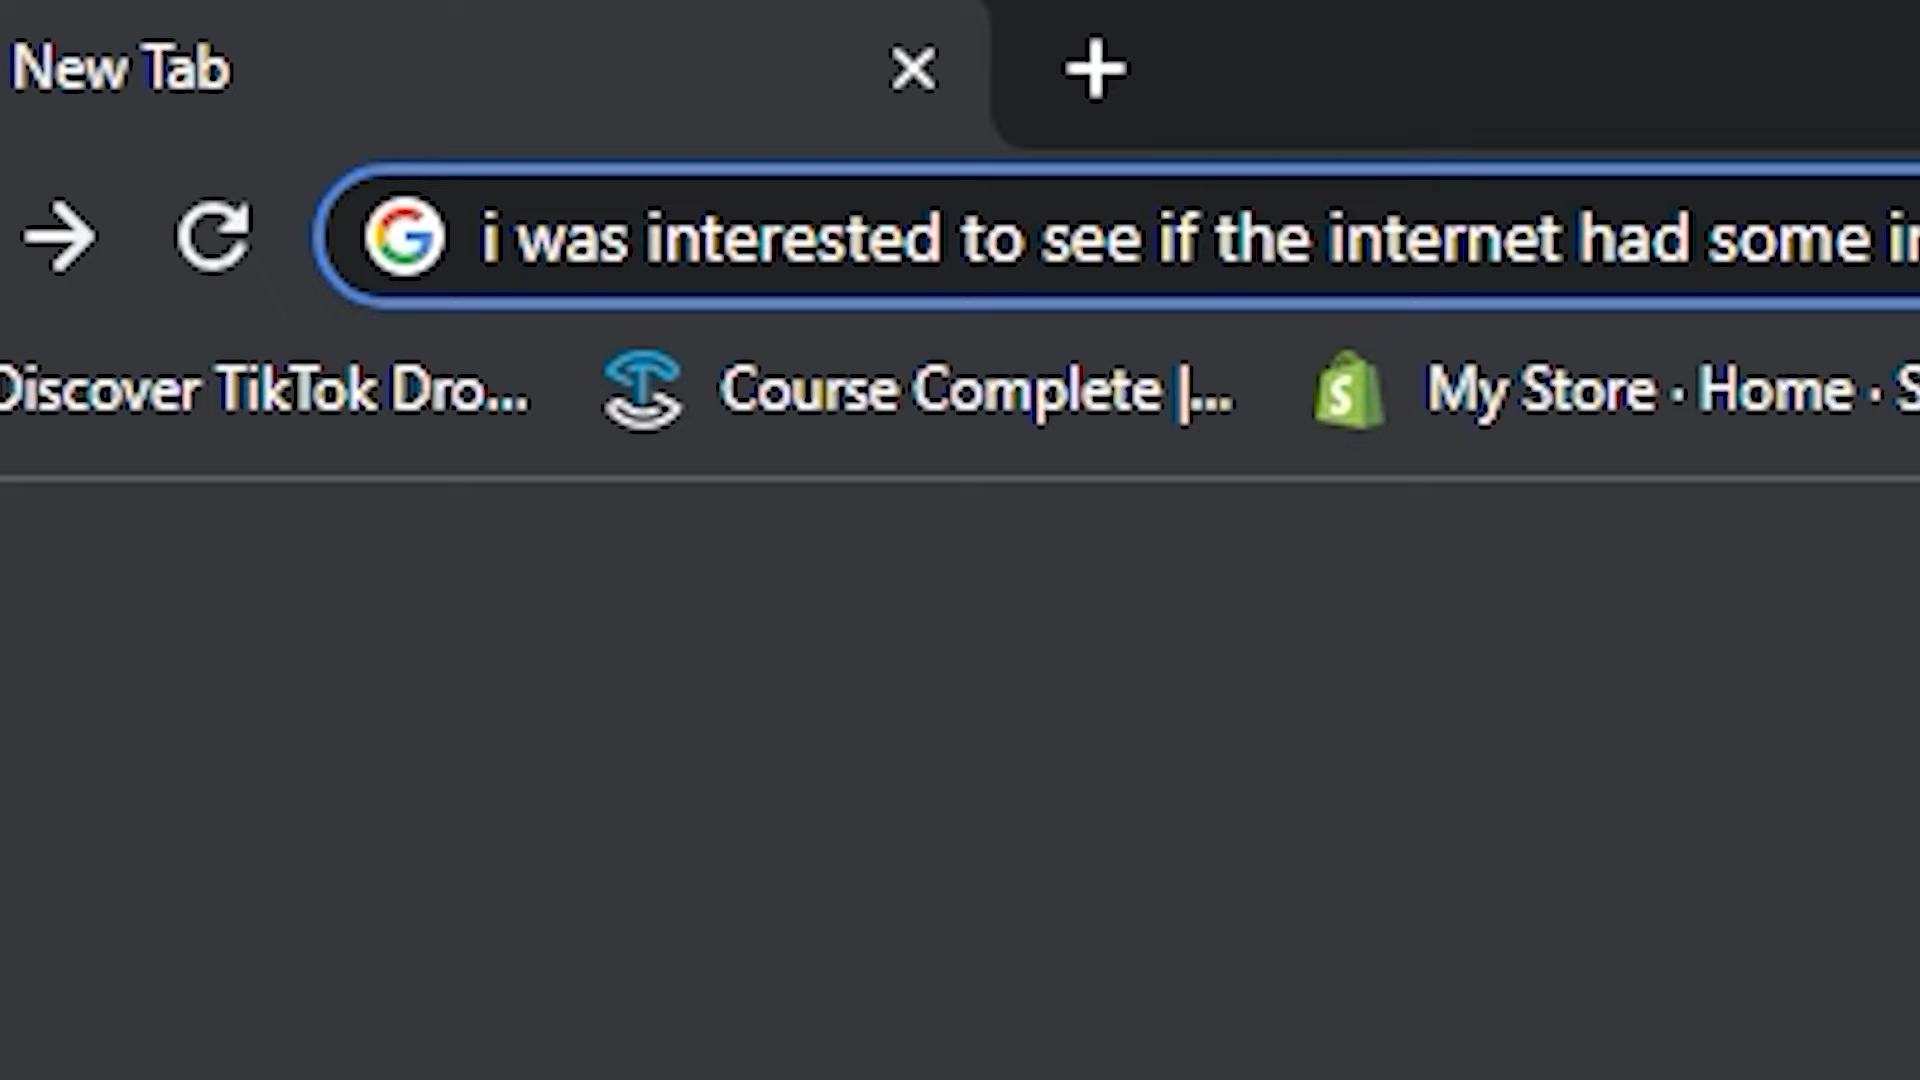 New Tab
i was interested to see if the internet had some
Discover TikTok Dro...
Course Complete |...
My Store · Home ·